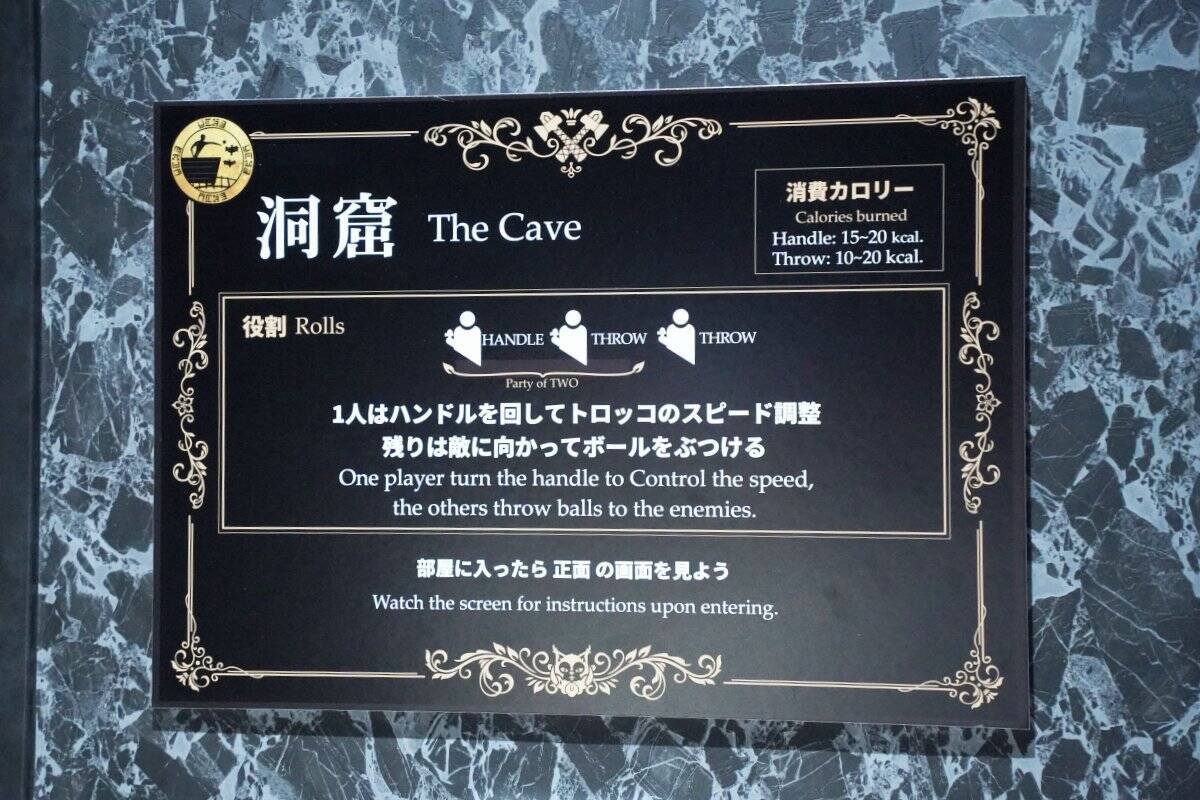 洞窟 The Cave
消費カロリー
Calories burned
Handle: 15~20 kcal.
Throw: 10~20 kcal.
役割 Rolls
HANDLE THROW THROW
Party of TWO
1人はハンドルを回してトロッコのスピード調整
残りは敵に向かってボールをぶつける
One player turn the handle to Control the speed,
the others throw balls to the enemies.
部屋に入ったら 正面 の画面を見よう
Watch the screen for instructions upon entering.